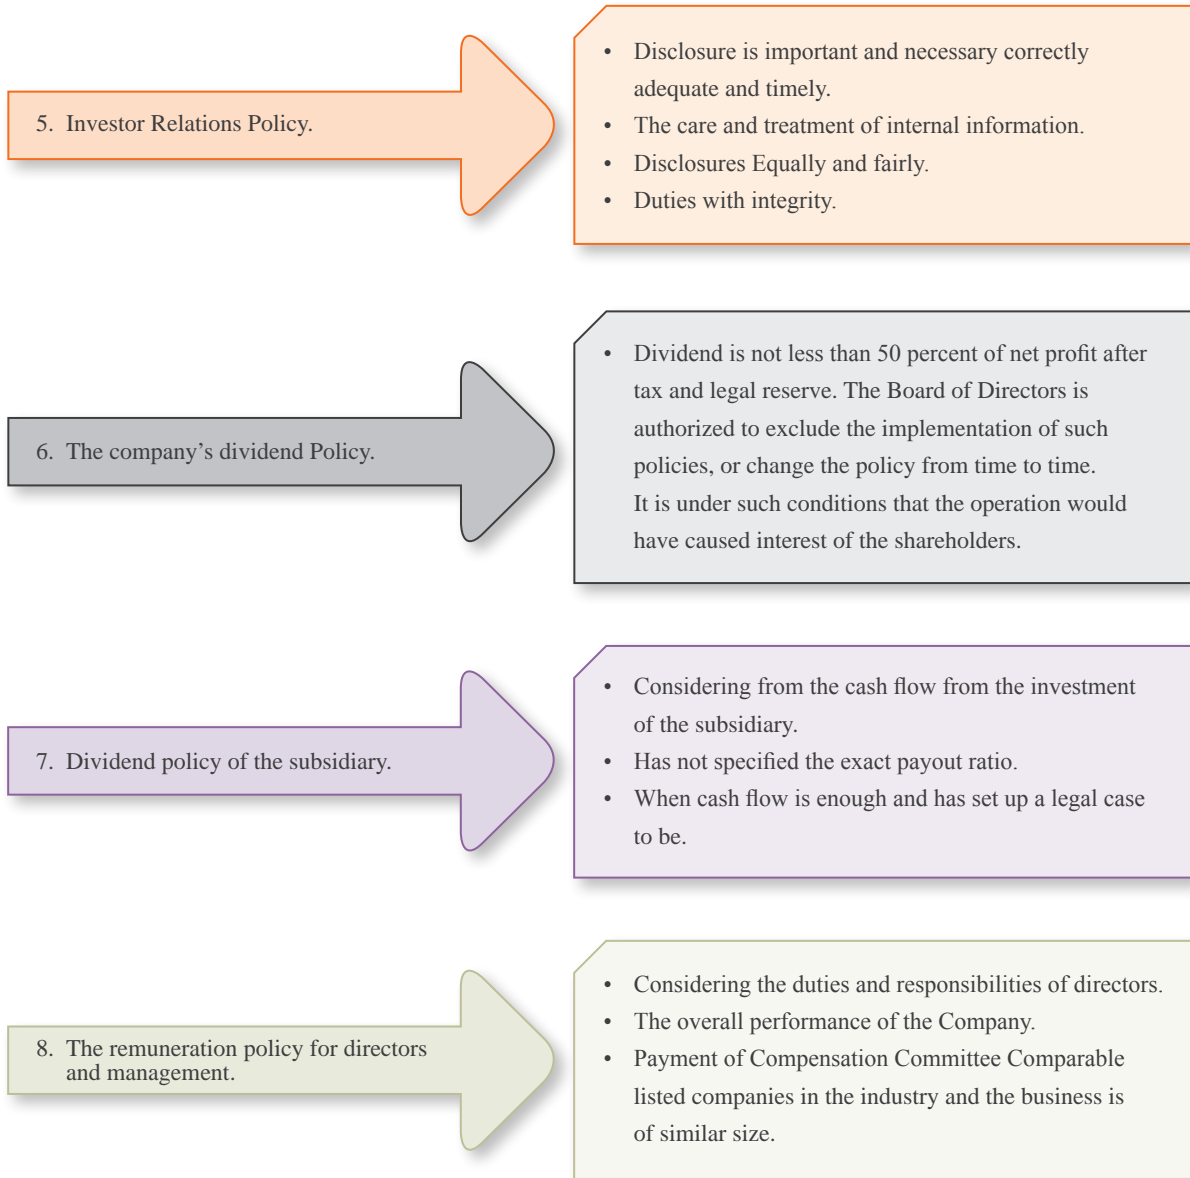 5. Investor Relations Policy.
• Disclosure is important and necessary correctly
adequate and timely.
• The care and treatment of internal information.
• Disclosures Equally and fairly.
• Duties with integrity.
6. The company’s dividend Policy.
• Dividend is not less than 50 percent of net profit after
tax and legal reserve. The Board of Directors is
authorized to exclude the implementation of such
policies, or change the policy from time to time.
It is under such conditions that the operation would
have caused interest of the shareholders.
7. Dividend policy of the subsidiary.
• Considering from the cash flow from the investment
of the subsidiary.
• Has not specified the exact payout ratio.
• When cash flow is enough and has set up a legal case
to be.
8. The remuneration policy for directors
and management.
• Considering the duties and responsibilities of directors.
• The overall performance of the Company.
• Payment of Compensation Committee Comparable
listed companies in the industry and the business is
of similar size.